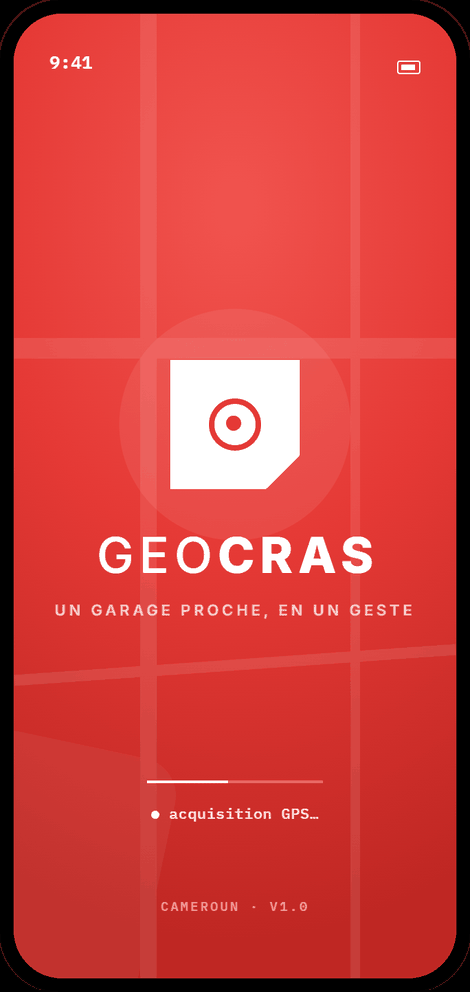 9:41
GEOCRAS
UN GARAGE PROCHE, EN UN GESTE
acquisition GPS…
CAMEROUN · V1.0